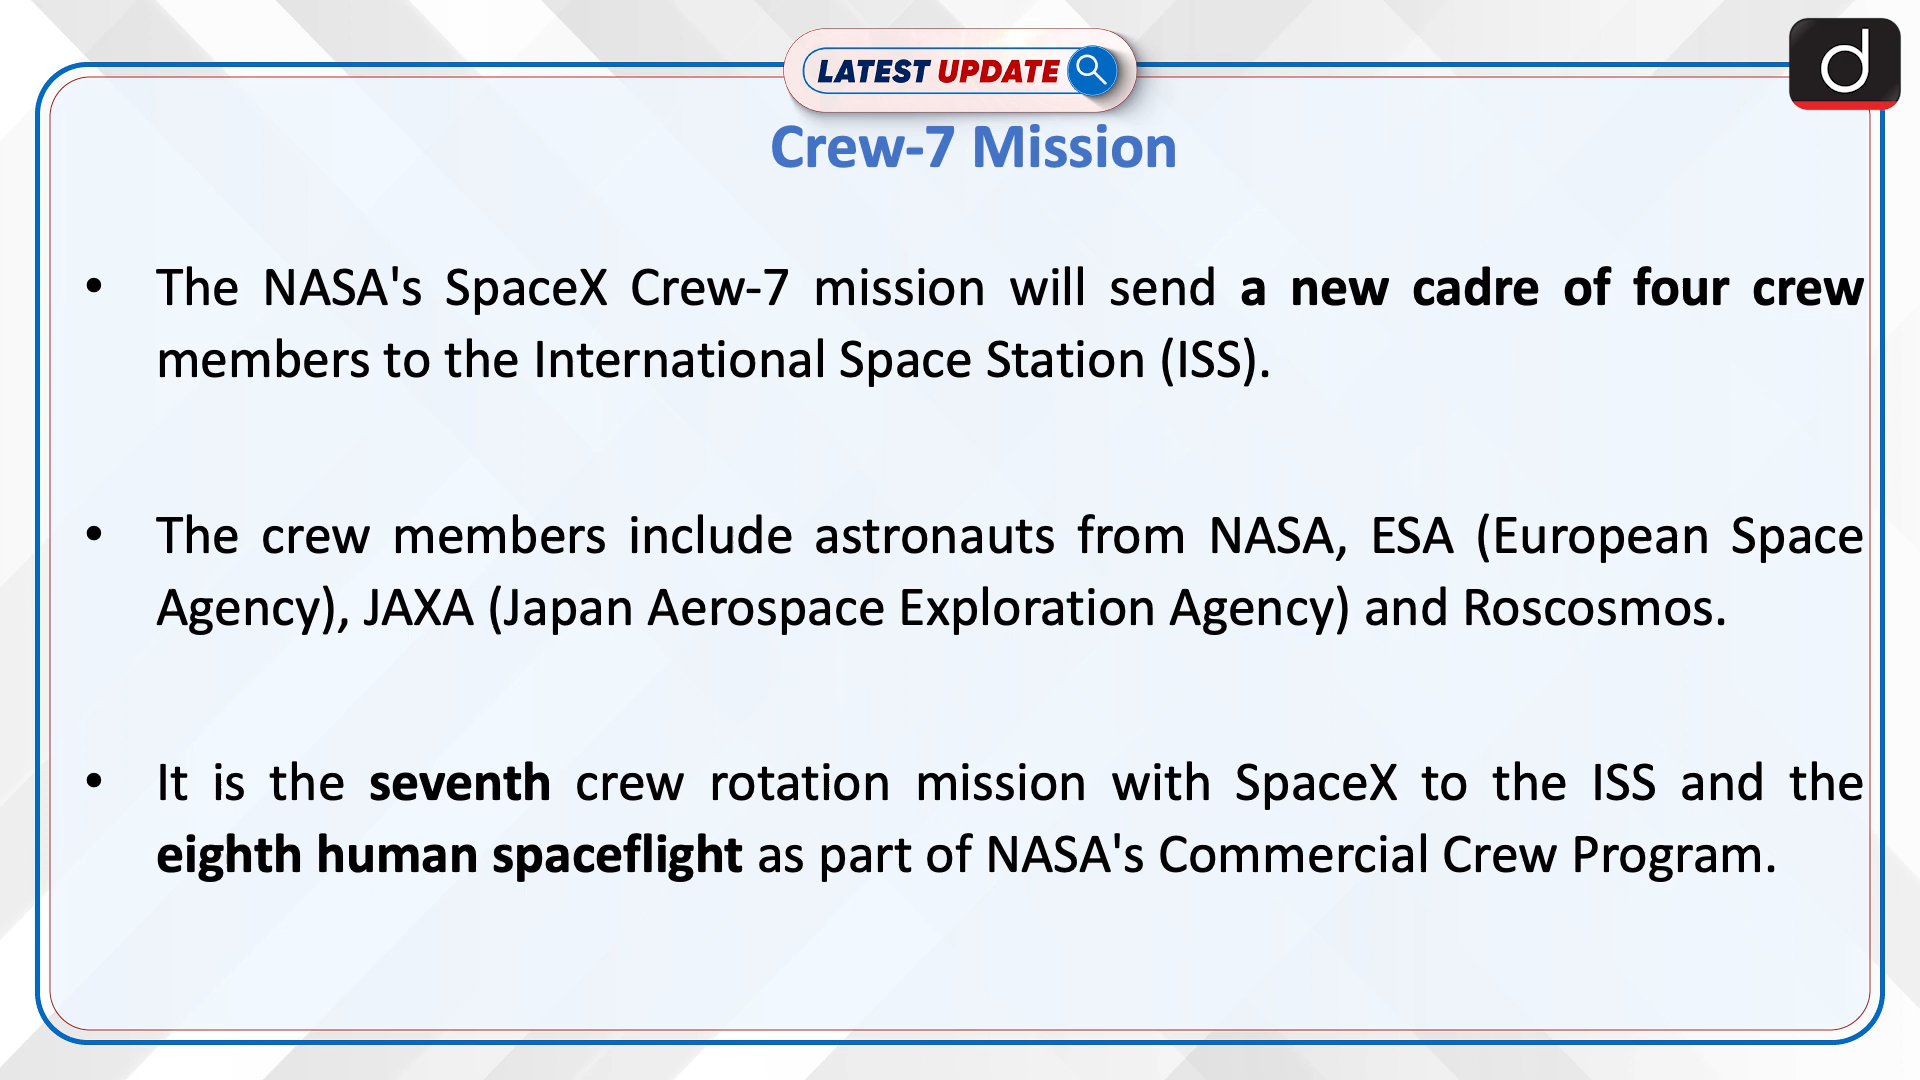 LATEST UPDATE
d
Crew-7 Mission
• The NASA's SpaceX Crew-7 mission will send a new cadre of four crew
members to the International Space Station (ISS).
• The crew members include astronauts from NASA, ESA (European Space
Agency), JAXA (Japan Aerospace Exploration Agency) and Roscosmos.
• It is the seventh crew rotation mission with SpaceX to the ISS and the
eighth human spaceflight as part of NASA's Commercial Crew Program.